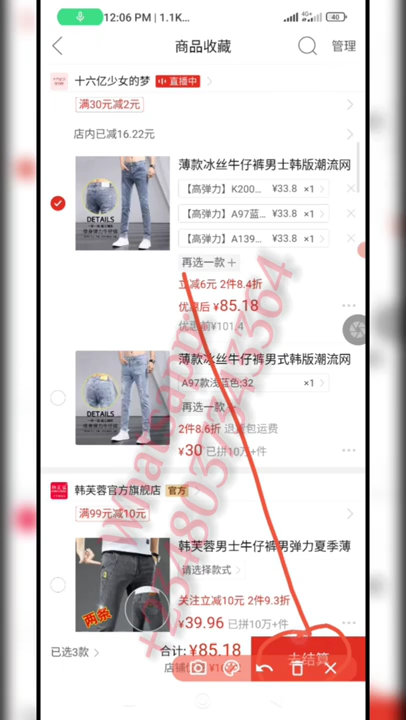 12:06 PM | 1.1K...
4G+
40
商品收藏
管理
十六亿少女的梦
直播中
满30元减2元
店内已减16.22元
薄款冰丝牛仔裤男士韩版潮流网
【高弹力】K200... ¥33.8 ×1
【高弹力】A97蓝... ¥33.8 ×1
【高弹力】A139... ¥33.8 ×1
再选一款+
立减6元 2件8.4折
优惠后¥85.18
优惠前¥101.4
DETAILS
薄款冰丝牛仔裤男式韩版潮流网
A97款浅蓝色;32 ×1
再选一款+
2件8.6折 退货包运费
¥30 已拼10万+件
DETAILS
韩芙蓉官方旗舰店
官方
满99元减10元
韩芙蓉男士牛仔裤男弹力夏季薄
请选择款式
关注立减10元 2件9.3折
¥39.96 已拼10万+件
两条
已选3款
合计: ¥85.18
去结算
Whatsapp:
+2348037343304